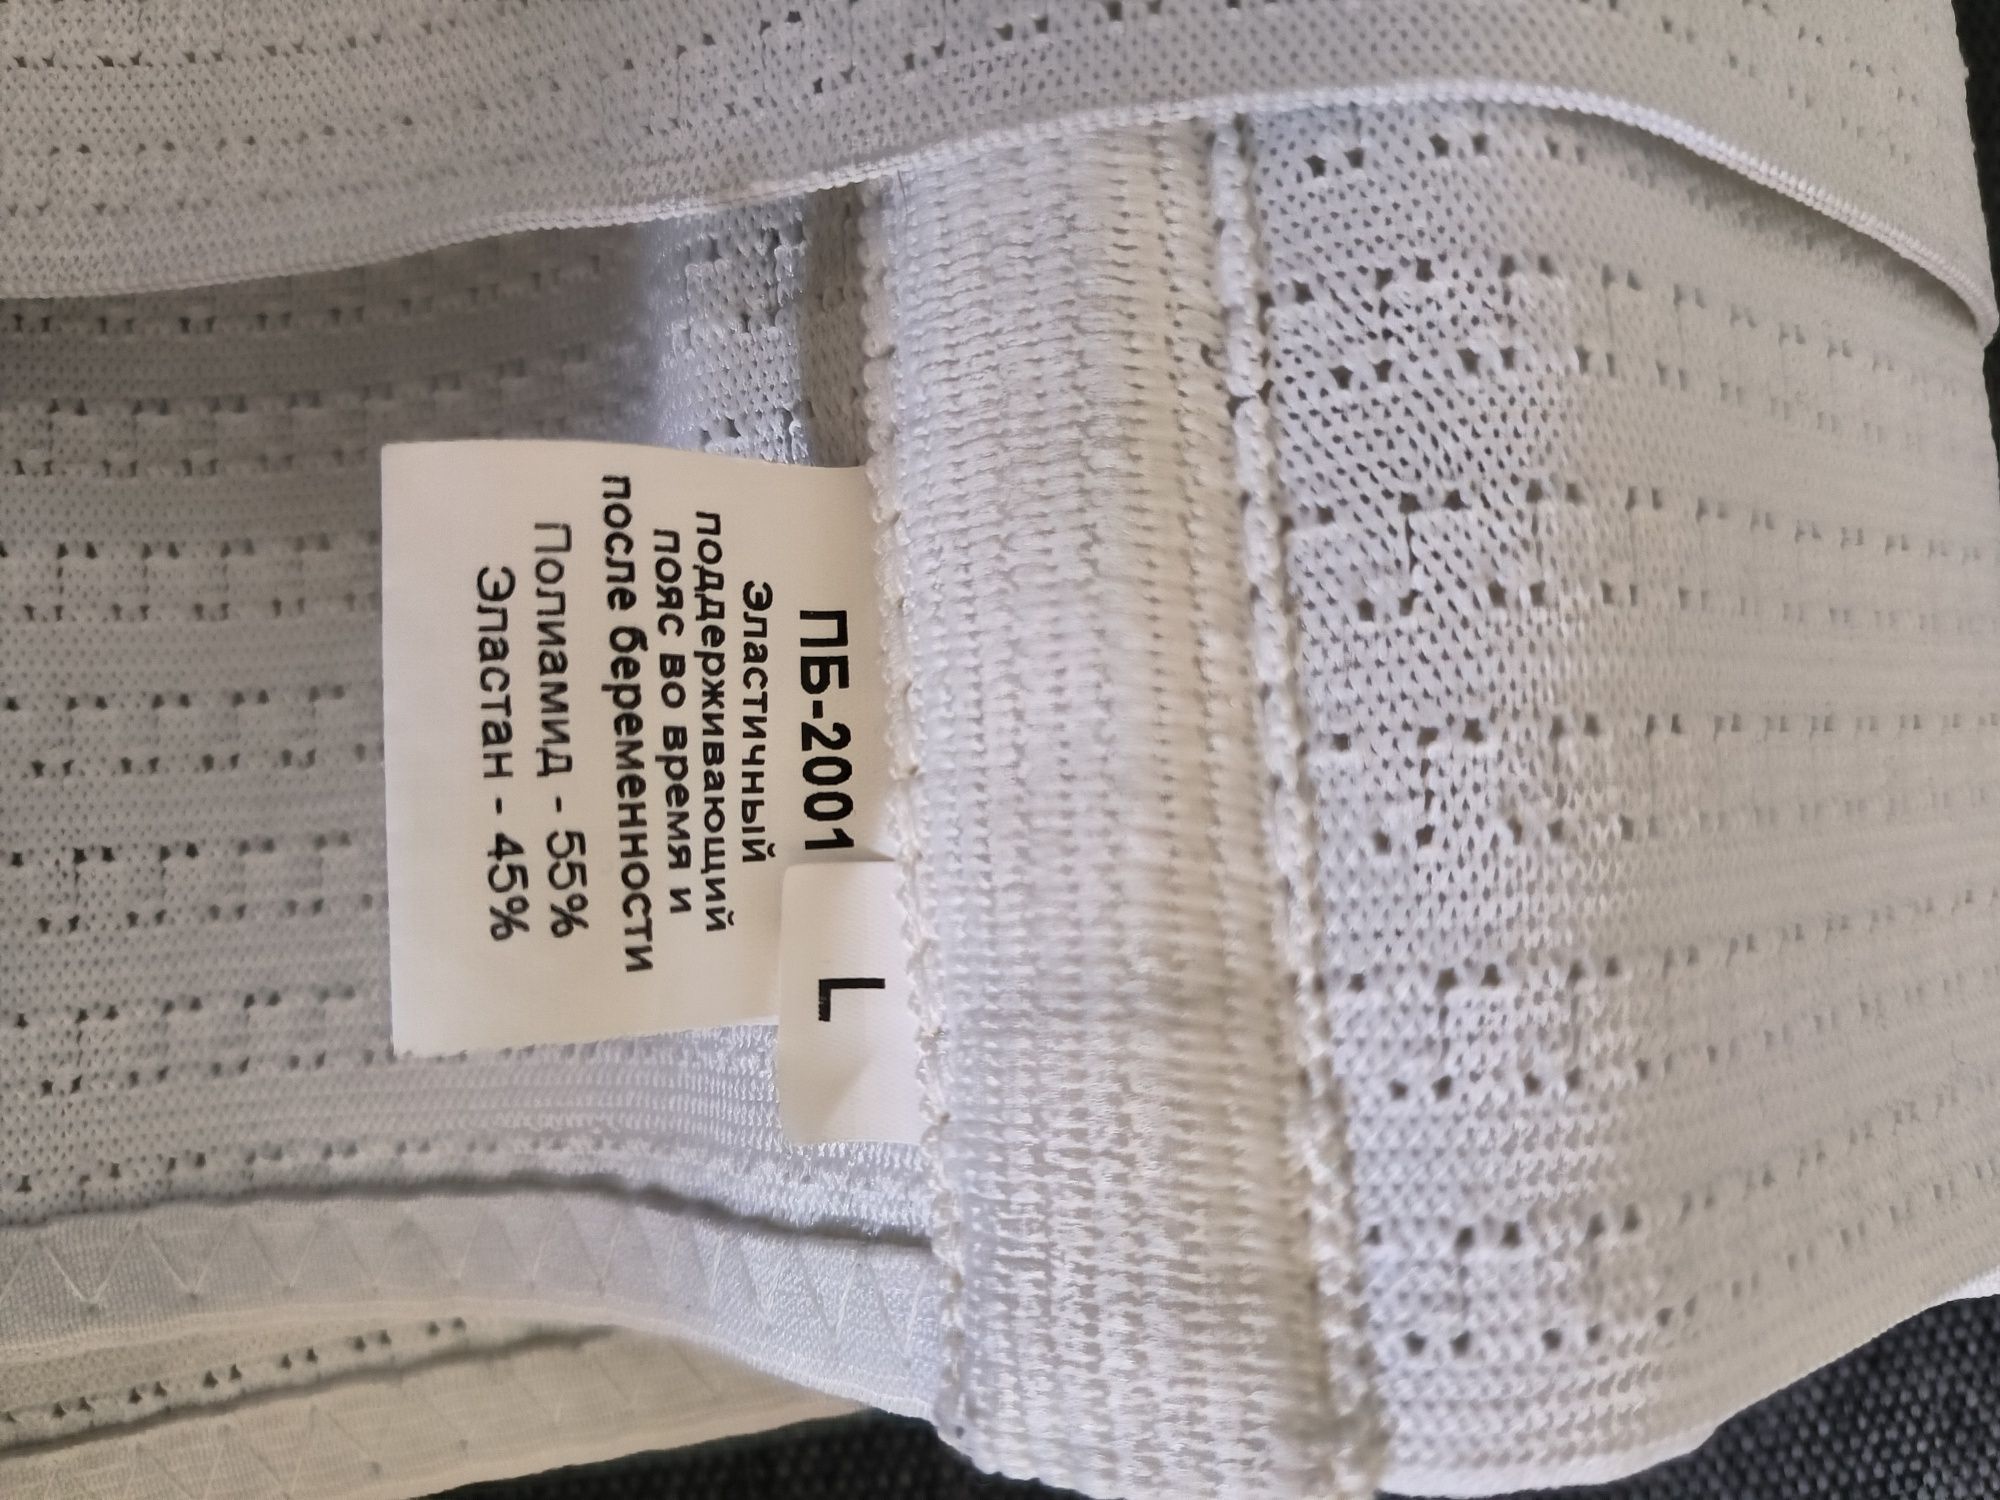 ПБ-2001
Эластичный
поддерживающий
пояс во время и
после беременности
Полиамид - 55%
Эластан - 45%
L